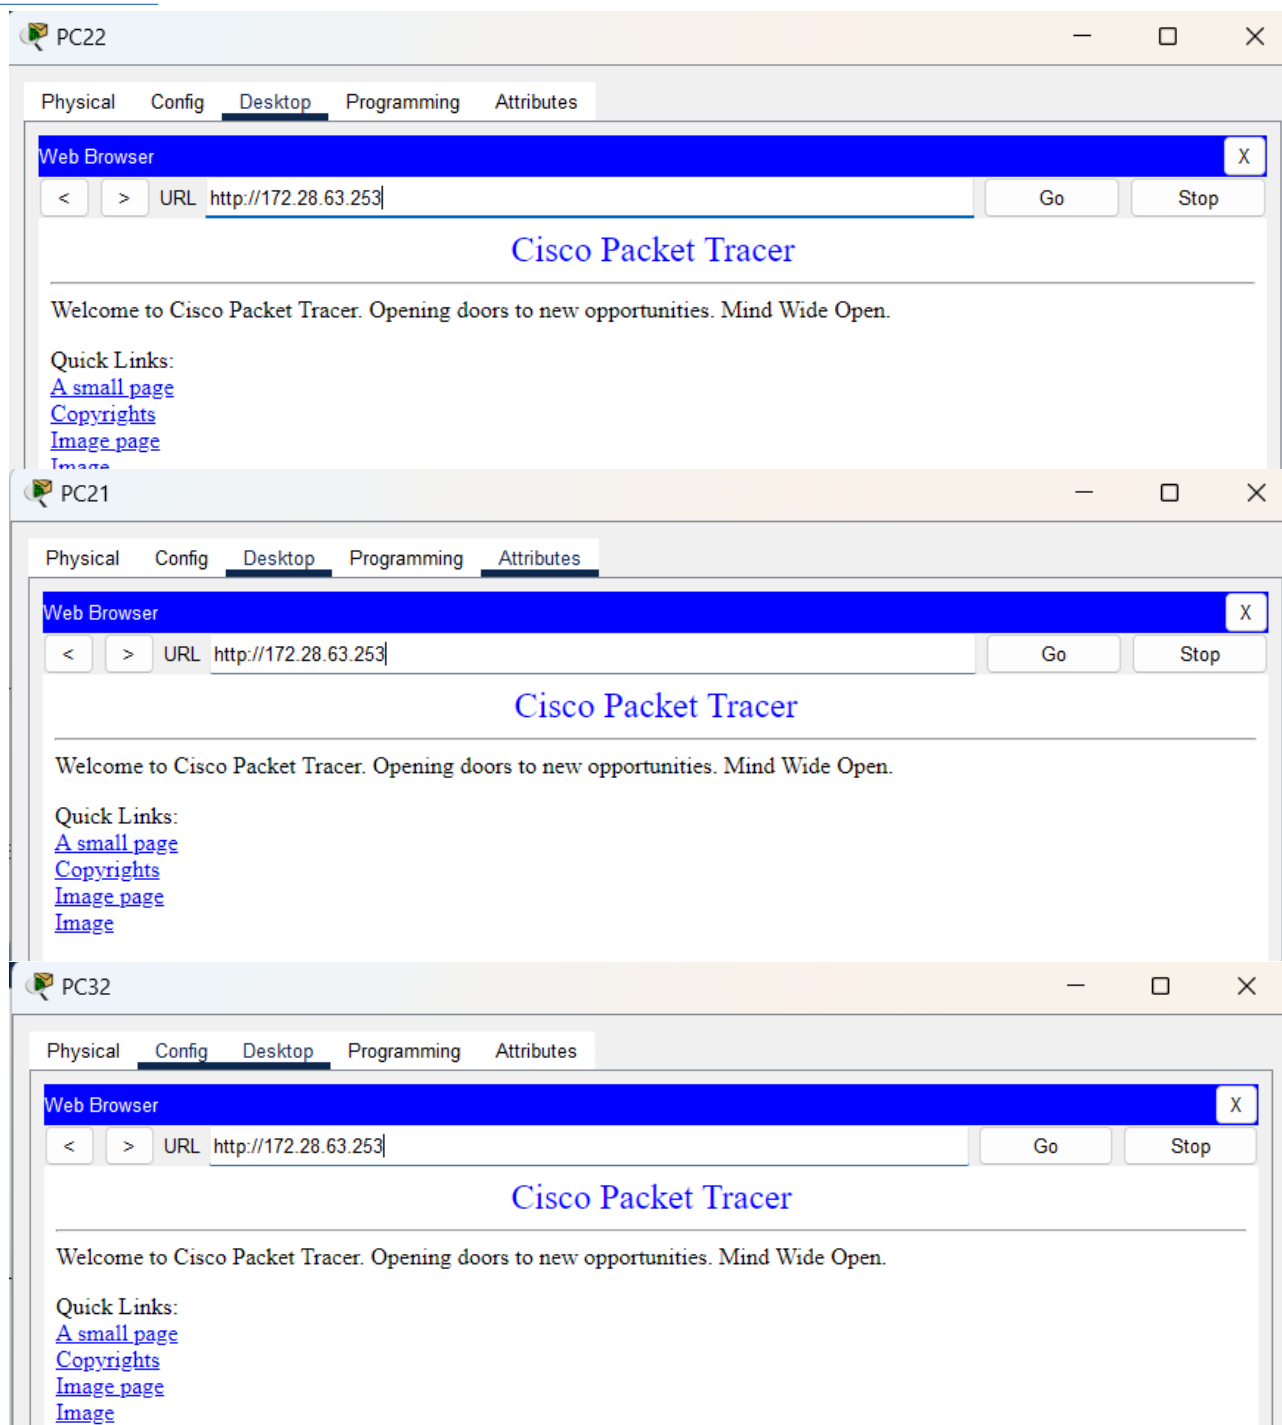 PC22
Physical Config Desktop Programming Attributes
Web Browser X
< > URL http://172.28.63.253 Go Stop
Cisco Packet Tracer
Welcome to Cisco Packet Tracer. Opening doors to new opportunities. Mind Wide Open.
Quick Links:
A small page
Copyrights
Image page
Image
PC21
Physical Config Desktop Programming Attributes
Web Browser X
< > URL http://172.28.63.253 Go Stop
Cisco Packet Tracer
Welcome to Cisco Packet Tracer. Opening doors to new opportunities. Mind Wide Open.
Quick Links:
A small page
Copyrights
Image page
Image
PC32
Physical Config Desktop Programming Attributes
Web Browser X
< > URL http://172.28.63.253 Go Stop
Cisco Packet Tracer
Welcome to Cisco Packet Tracer. Opening doors to new opportunities. Mind Wide Open.
Quick Links:
A small page
Copyrights
Image page
Image